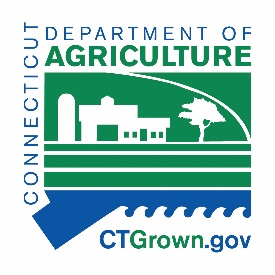 CONNECTICUT
DEPARTMENT OF
AGRICULTURE
CTGrown.gov